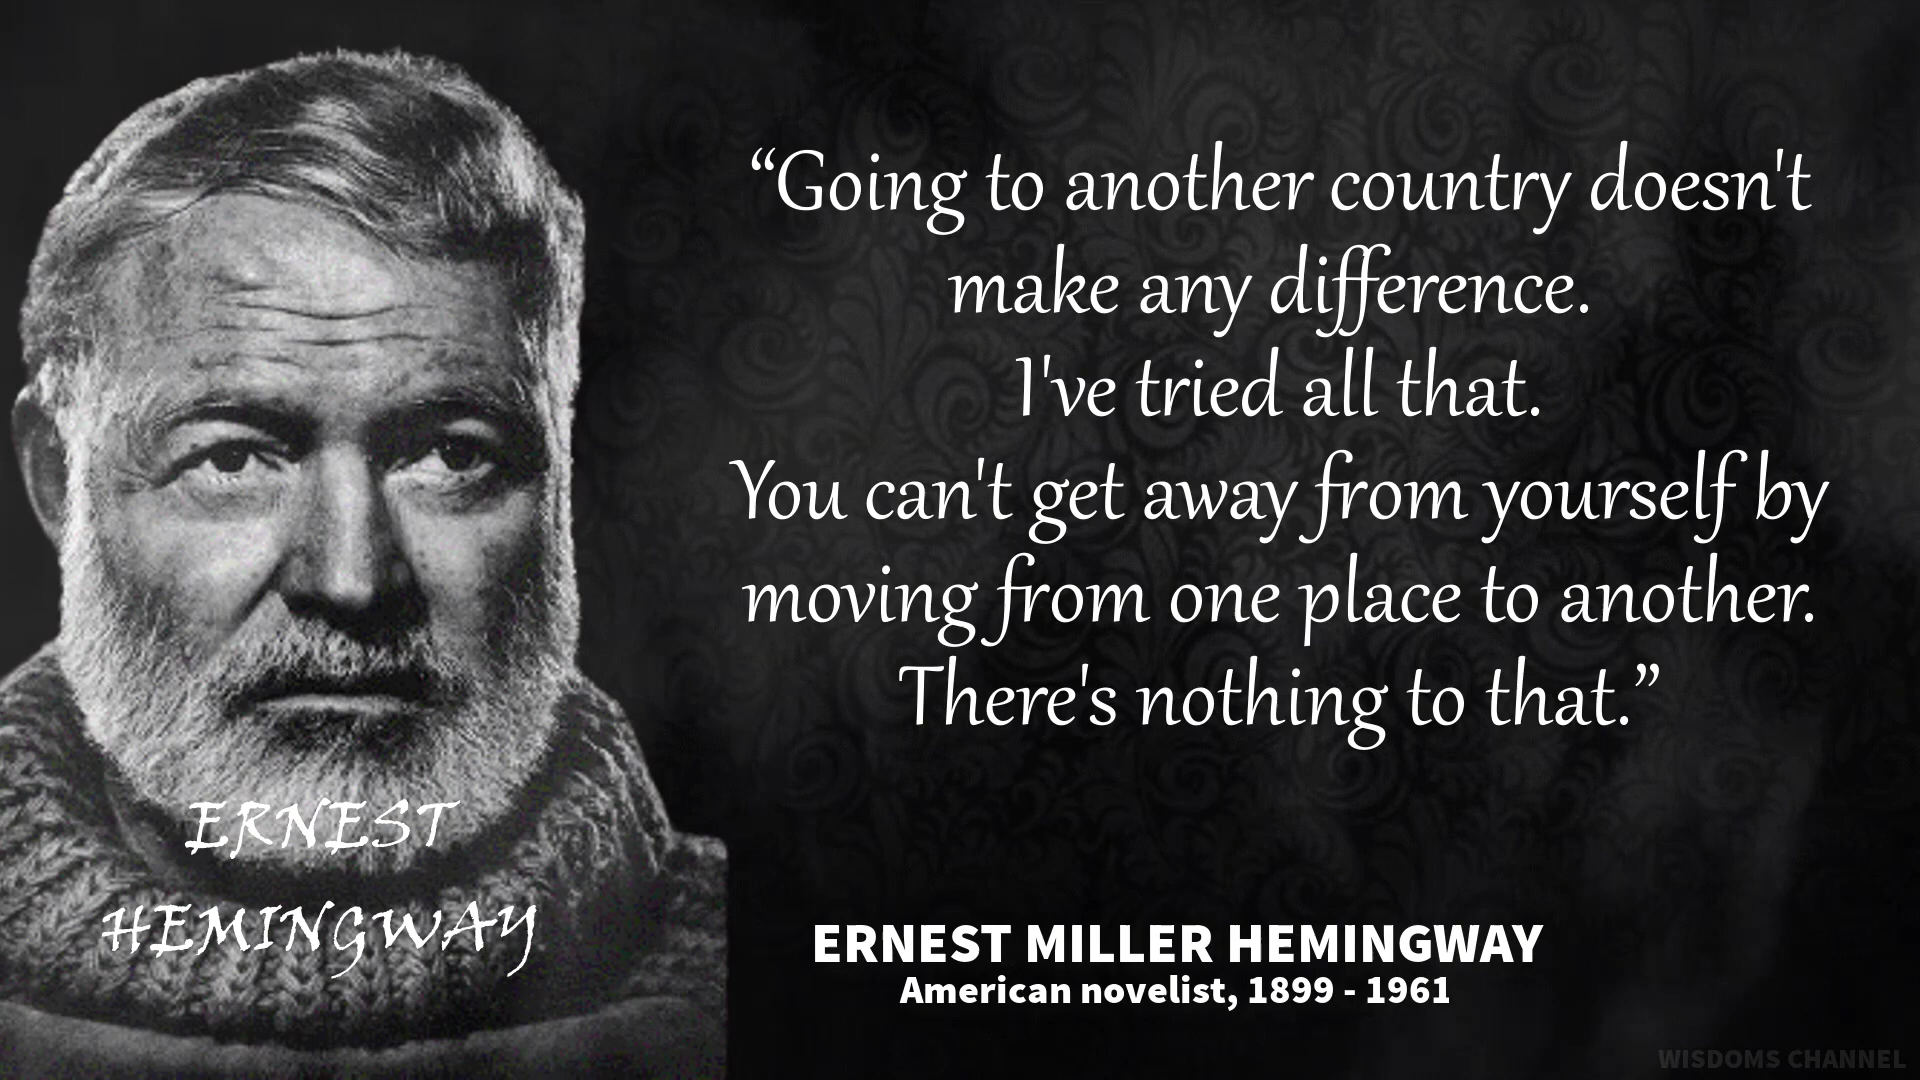 “Going to another country doesn't
make any difference.
I've tried all that.
You can't get away from yourself by
moving from one place to another.
There's nothing to that.”
ERNEST
HEMINGWAY
ERNEST MILLER HEMINGWAY
American novelist, 1899 - 1961
WISDOMS CHANNEL